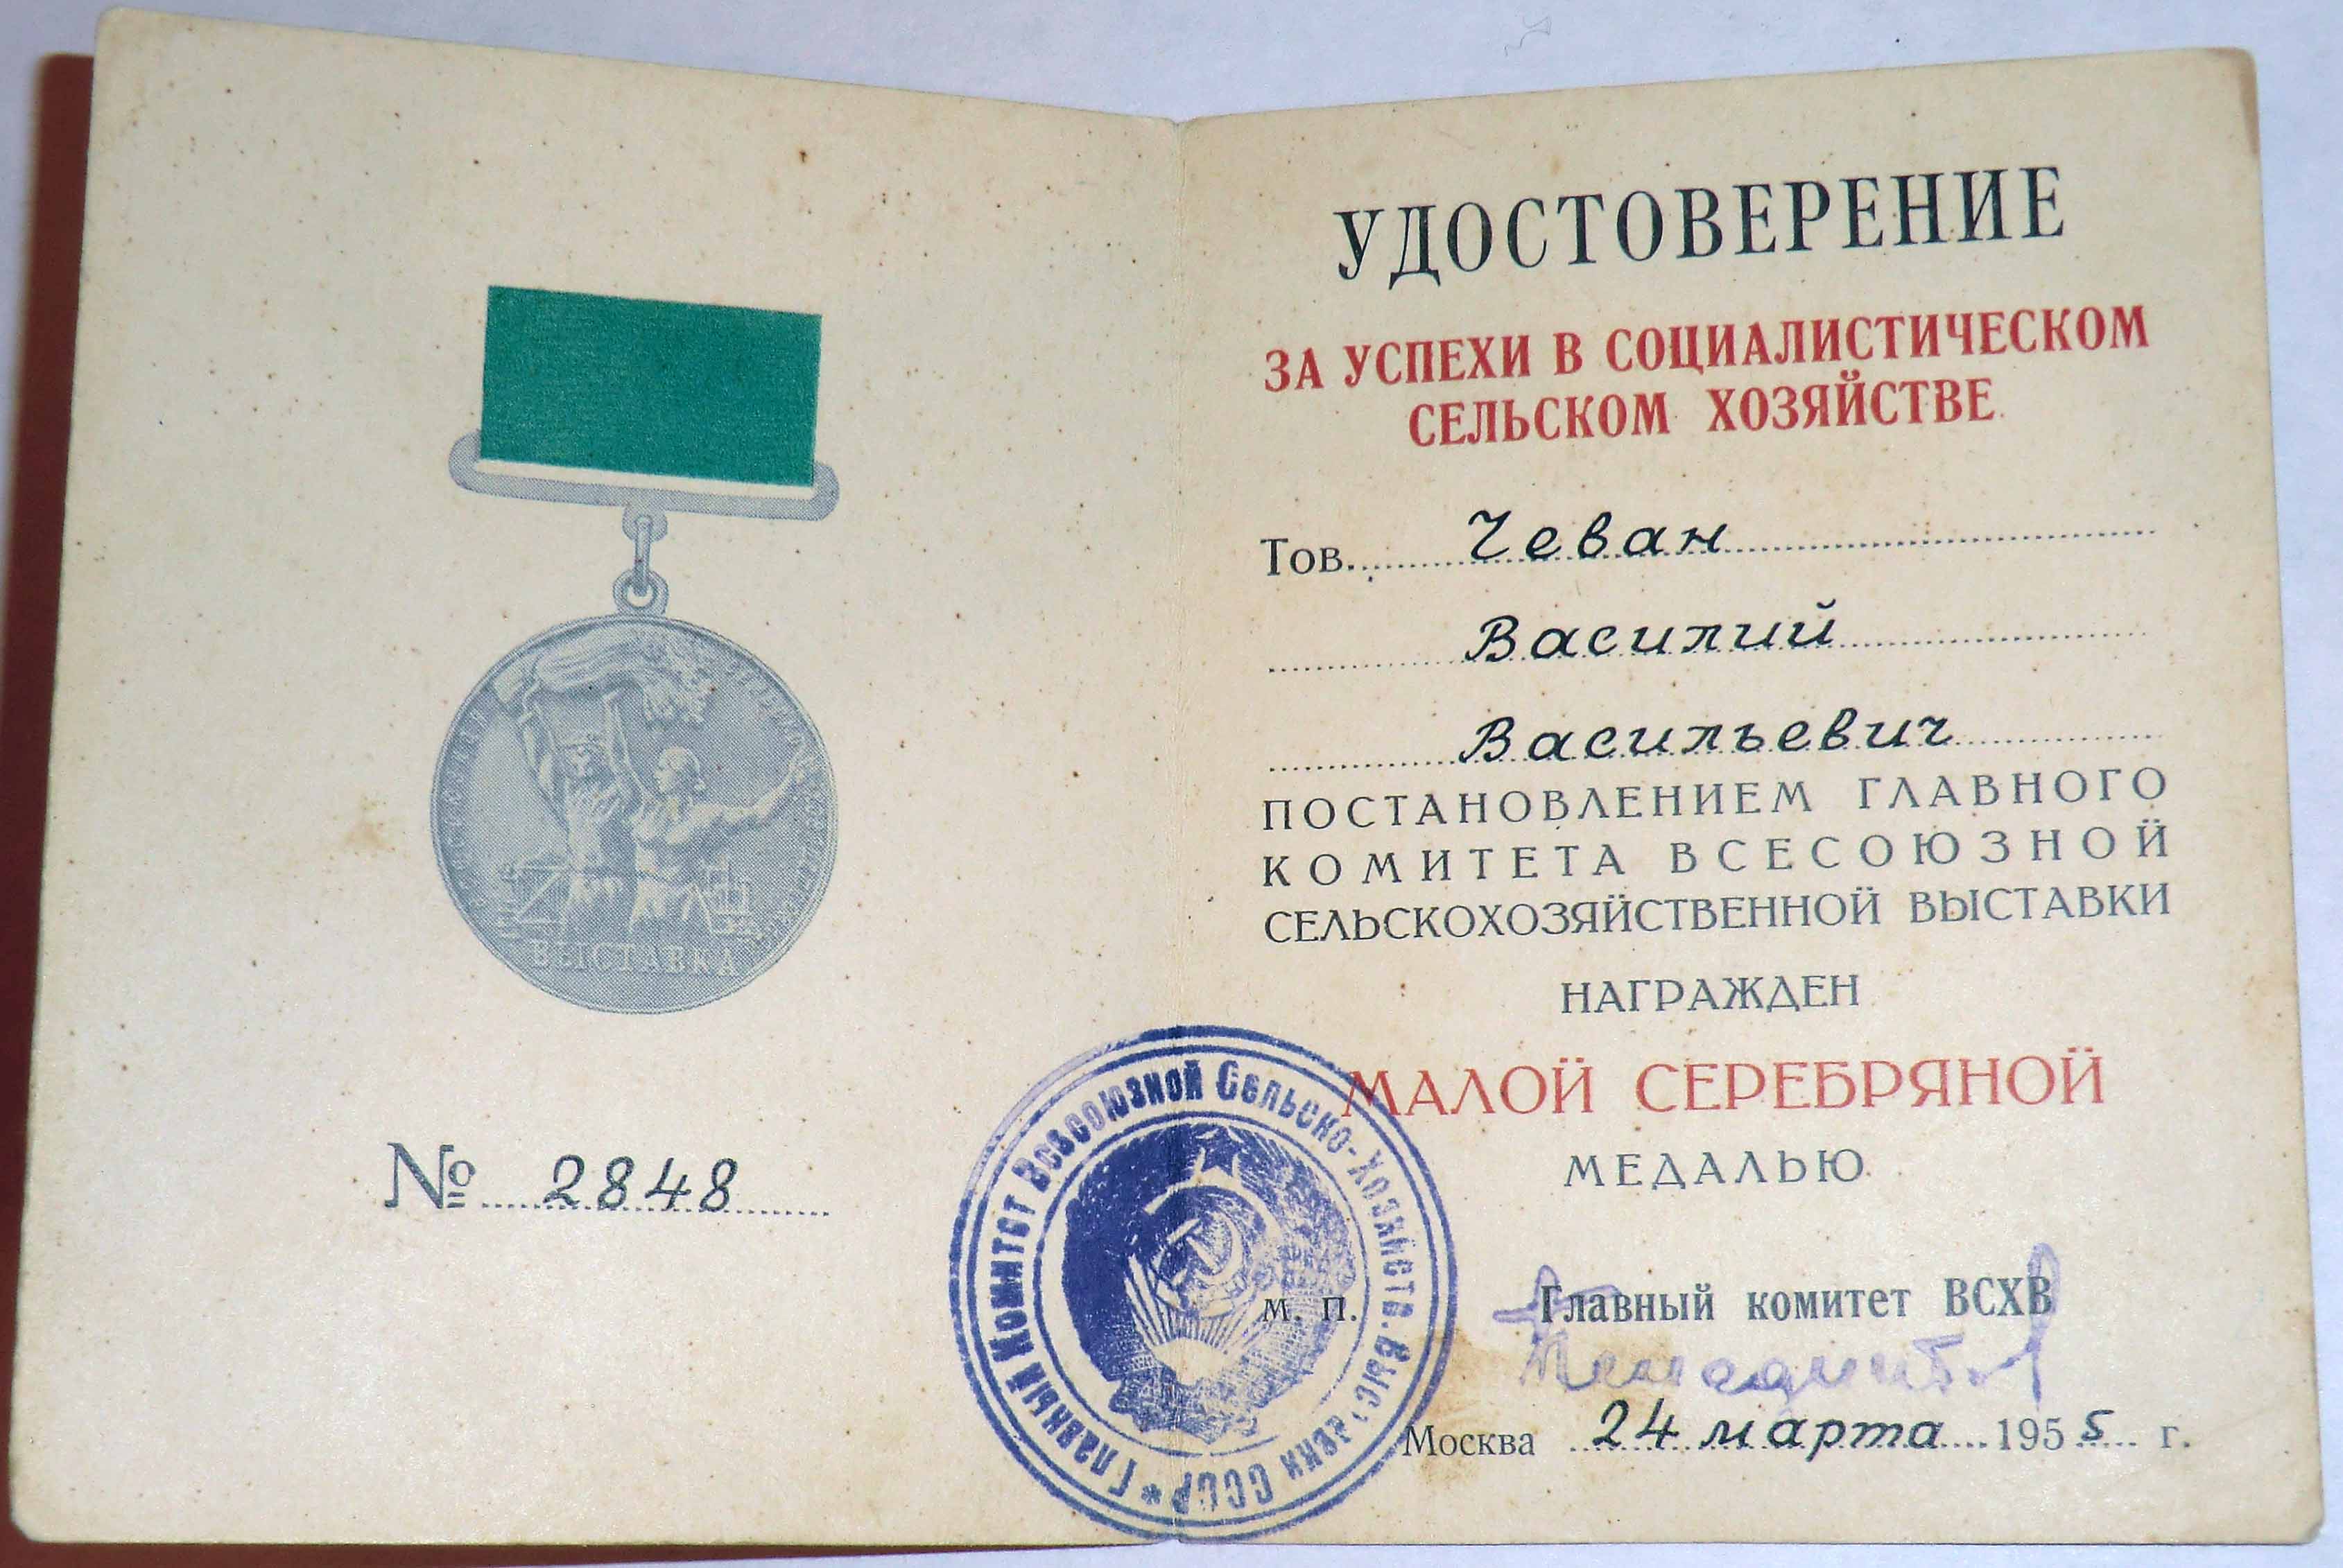 ВЫСТАВКА
№ 2848
УДОСТОВЕРЕНИЕ
ЗА УСПЕХИ В СОЦИАЛИСТИЧЕСКОМ
СЕЛЬСКОМ ХОЗЯЙСТВЕ
Тов. Чеван
Василий
Васильевич
ПОСТАНОВЛЕНИЕМ ГЛАВНОГО
КОМИТЕТА ВСЕСОЮЗНОЙ
СЕЛЬСКОХОЗЯЙСТВЕННОЙ ВЫСТАВКИ
НАГРАЖДЕН
МАЛОЙ СЕРЕБРЯНОЙ
МЕДАЛЬЮ
Главный Комитет Всесоюзной Сельско-Хозяйств. Выставки СССР *
М. П.
Главный комитет ВСХВ
Москва 24 марта 1955 г.